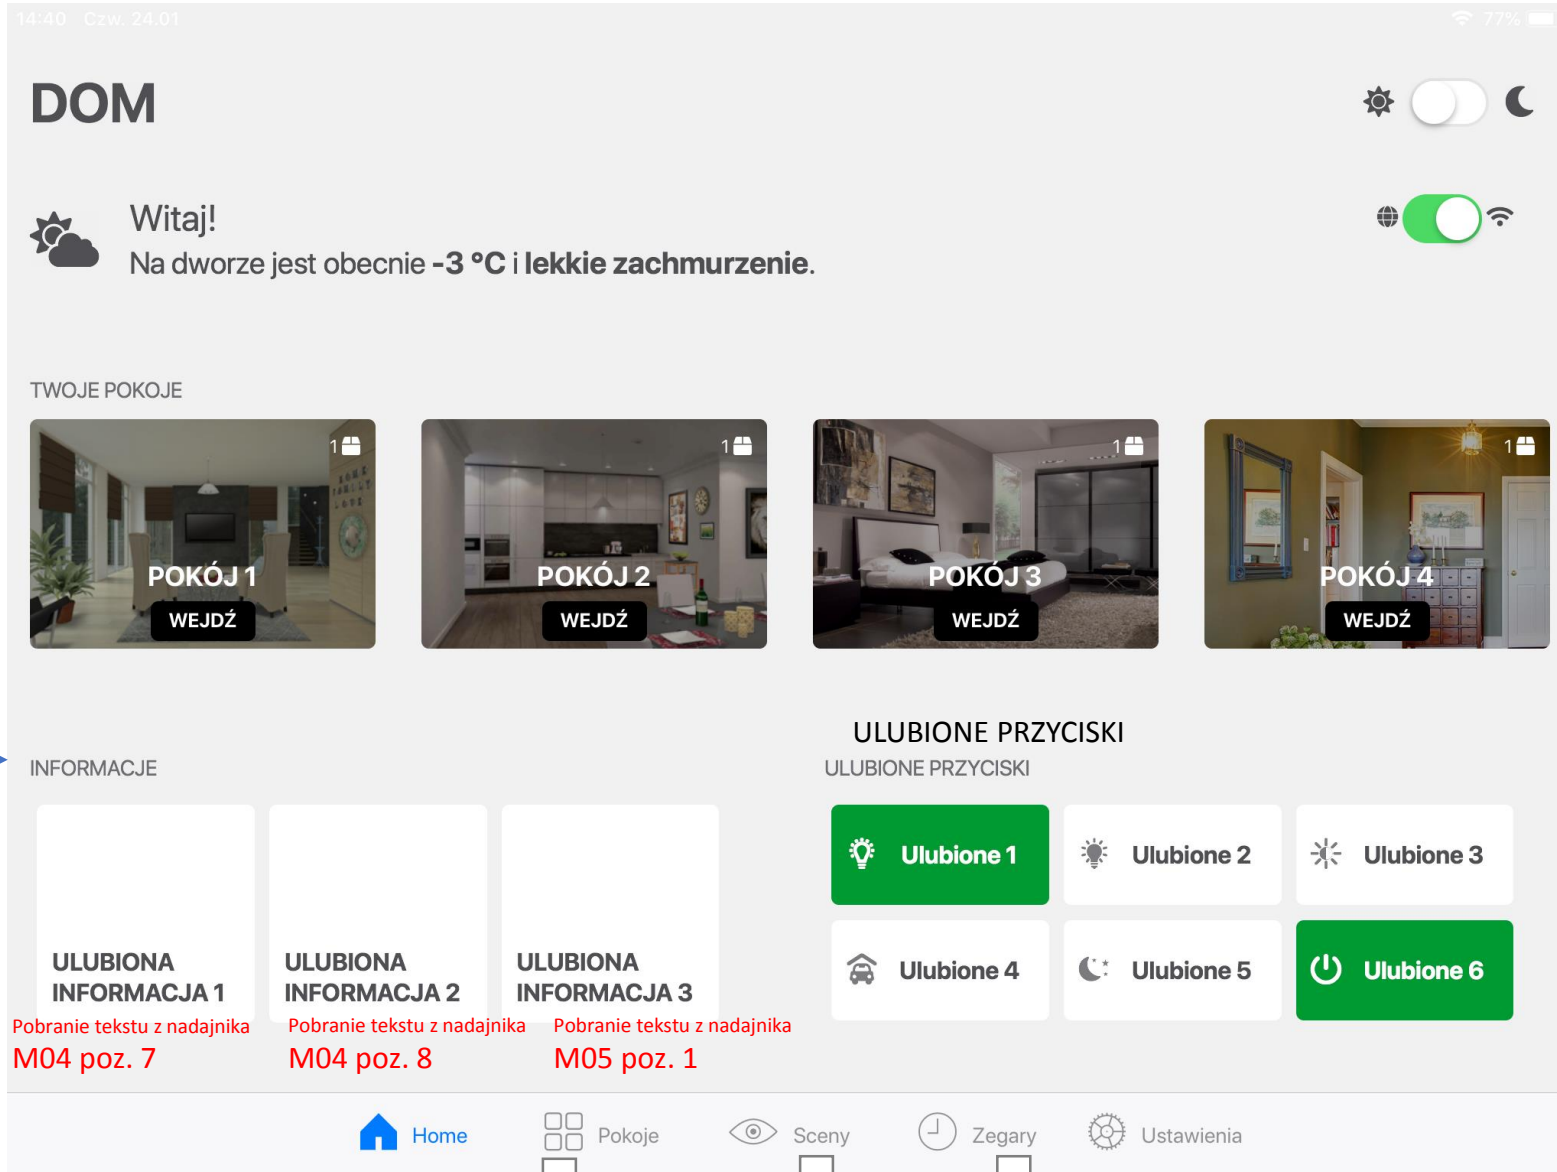 14:40 Czw. 24.01
77%
DOM
Witaj!
Na dworze jest obecnie -3 °C i lekkie zachmurzenie.
TWOJE POKOJE
1
1
1
1
POKÓJ 1
POKÓJ 2
POKÓJ 3
POKÓJ 4
WEJDŹ
WEJDŹ
WEJDŹ
WEJDŹ
ULUBIONE PRZYCISKI
INFORMACJE
ULUBIONE PRZYCISKI
Ulubione 1
Ulubione 2
Ulubione 3
Ulubione 4
Ulubione 5
Ulubione 6
ULUBIONA
INFORMACJA 1
ULUBIONA
INFORMACJA 2
ULUBIONA
INFORMACJA 3
Pobranie tekstu z nadajnika
M04 poz. 7
Pobranie tekstu z nadajnika
M04 poz. 8
Pobranie tekstu z nadajnika
M05 poz. 1
Home
Pokoje
Sceny
Zegary
Ustawienia